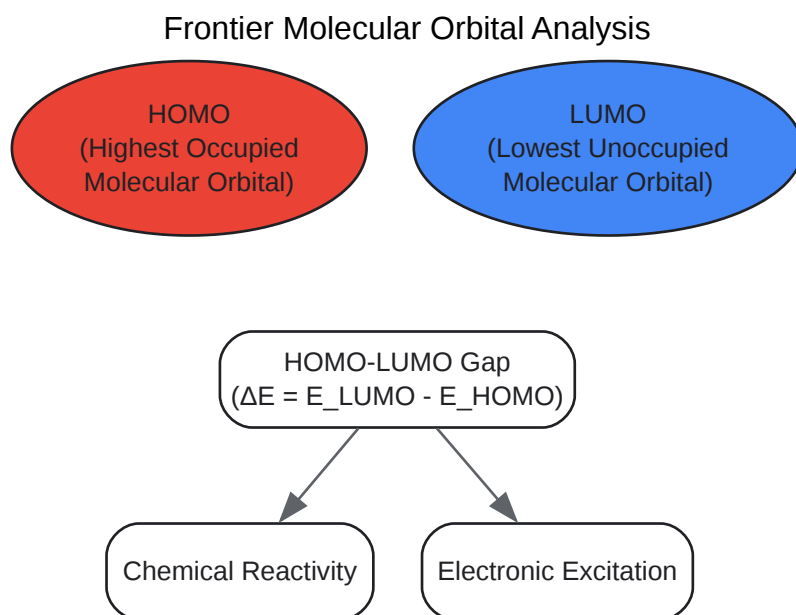 Frontier Molecular Orbital Analysis
HOMO
(Highest Occupied
Molecular Orbital)
LUMO
(Lowest Unoccupied
Molecular Orbital)
HOMO-LUMO Gap
(ΔE = E_LUMO - E_HOMO)
Chemical Reactivity
Electronic Excitation